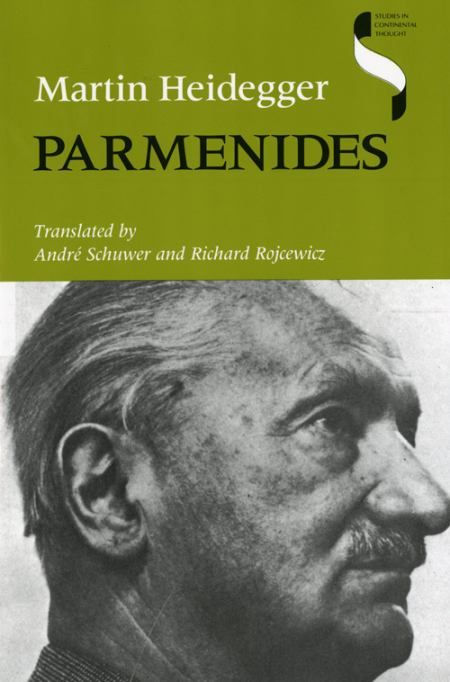 STUDIES IN
CONTINENTAL
THOUGHT
Martin Heidegger
PARMENIDES
Translated by
André Schuwer and Richard Rojcewicz